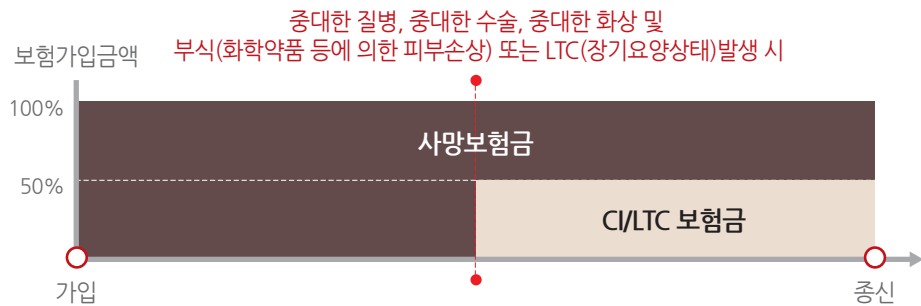 중대한 질병, 중대한 수술, 중대한 화상 및
부식(화학약품 등에 의한 피부손상) 또는 LTC(장기요양상태)발생 시
보험가입금액
100%
사망보험금
50%
CI/LTC 보험금
가입
종신